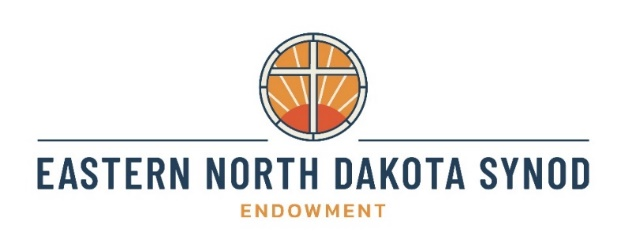 EASTERN NORTH DAKOTA SYNOD
ENDOWMENT